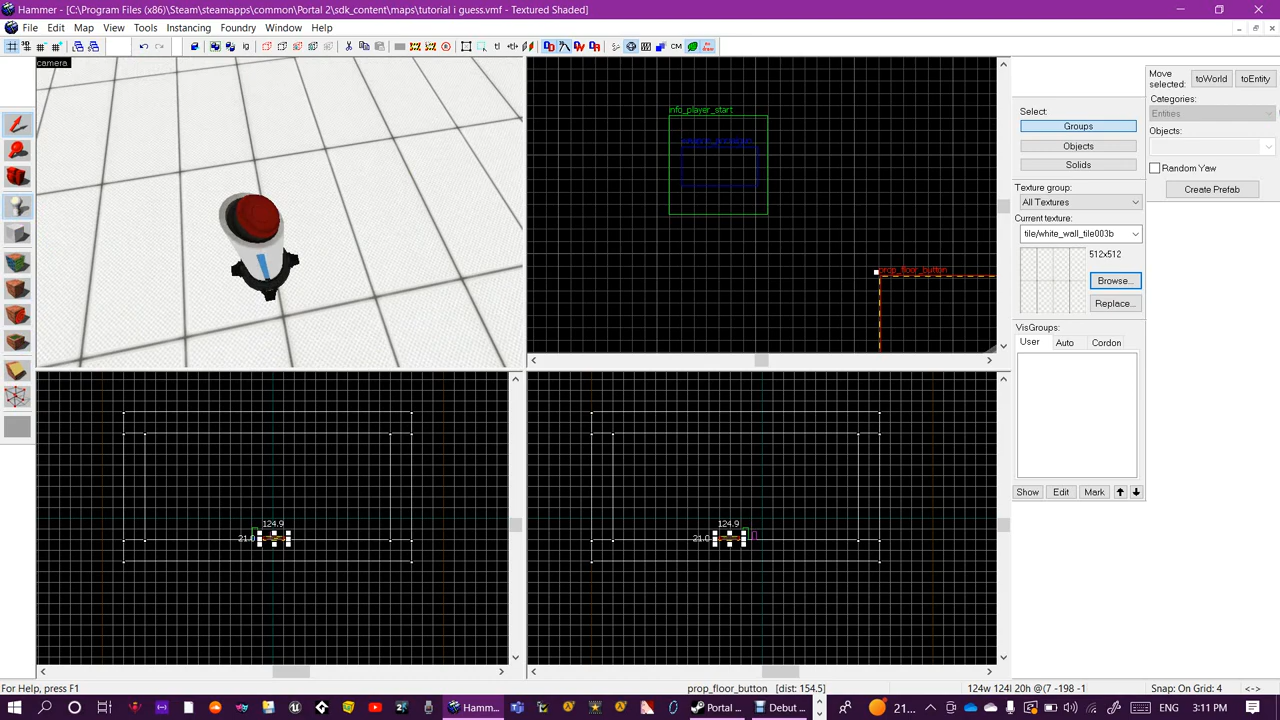 Hammer - [C:\Program Files (x86)\Steam\steamapps\common\Portal 2\sdk_content\maps\tutorial i guess.vmf - Textured Shaded]
File Edit Map View Tools Instancing Foundry Window Help
camera
info_player_start
prop_floor_button
124.9
21.0
124.9
21.0
Select:
Groups
Objects
Solids
Texture group:
All Textures
Current texture:
tile/white_wall_tile003b
512x512
Browse...
Replace...
VisGroups:
User Auto Cordon
Show Edit Mark
Move selected:
toWorld toEntity
Categories:
Entities
Objects:
Random Yaw
Create Prefab
For Help, press F1
prop_floor_button [dist: 154.5]
124w 124l 20h @(7 -198 -1
Snap: On Grid: 4
<->
Hamm...
Portal ...
Debut ...
21...
ENG
3:11 PM